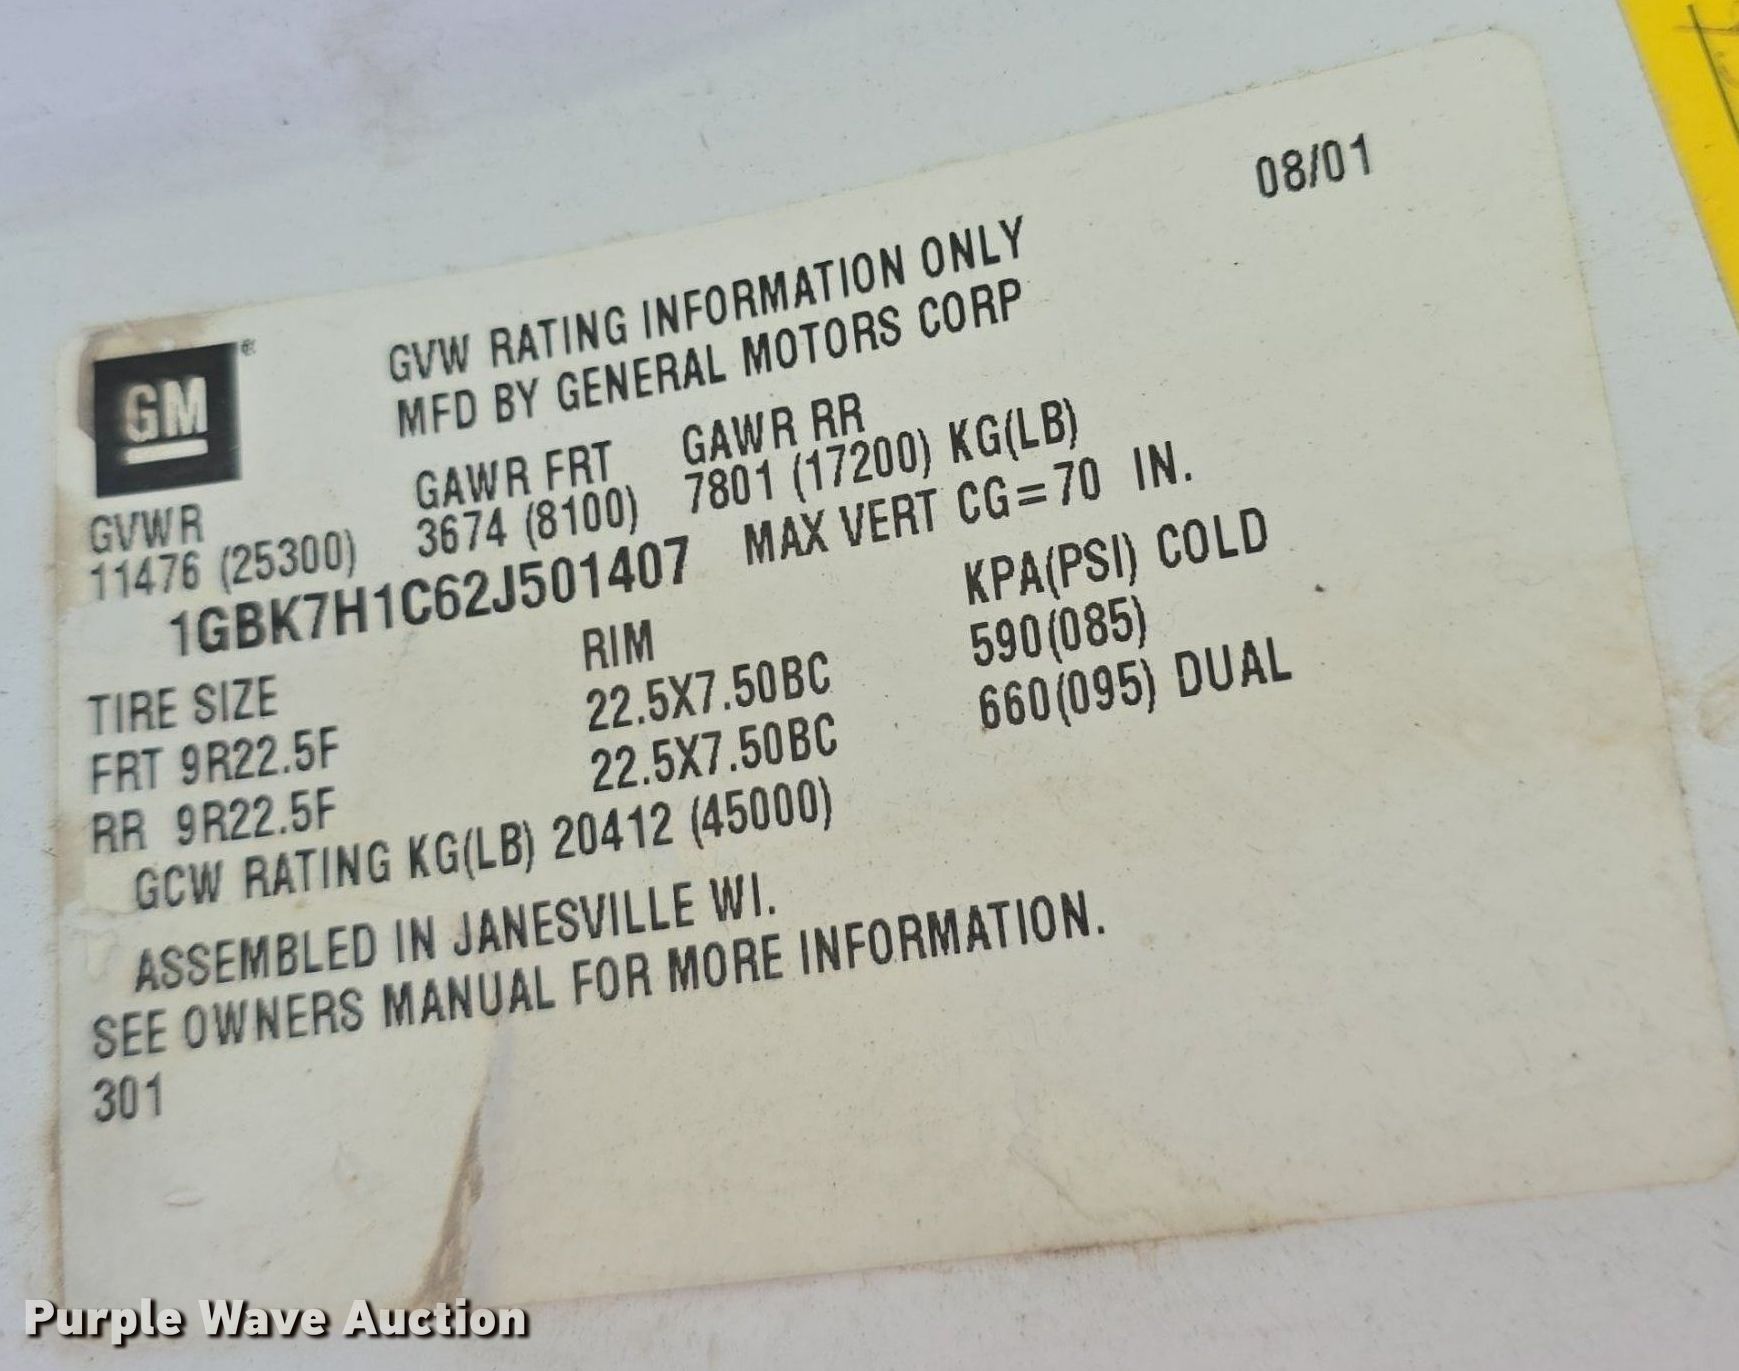 08/01
GM®
GVW RATING INFORMATION ONLY
MFD BY GENERAL MOTORS CORP
GVWR GAWR FRT GAWR RR
11476 (25300) 3674 (8100) 7801 (17200) KG(LB)
1GBK7H1C62J501407 MAX VERT CG=70 IN.
TIRE SIZE RIM KPA(PSI) COLD
FRT 9R22.5F 22.5X7.50BC 590(085)
RR 9R22.5F 22.5X7.50BC 660(095) DUAL
GCW RATING KG(LB) 20412 (45000)
ASSEMBLED IN JANESVILLE WI.
SEE OWNERS MANUAL FOR MORE INFORMATION.
301
Purple Wave Auction